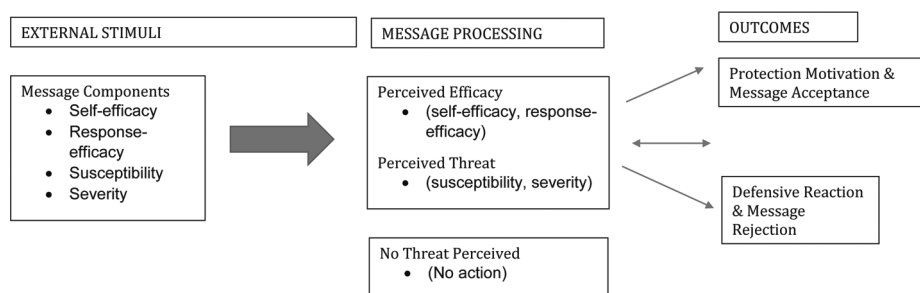 EXTERNAL STIMULI
MESSAGE PROCESSING
OUTCOMES
Message Components
• Self-efficacy
• Response-
efficacy
• Susceptibility
• Severity
Perceived Efficacy
• (self-efficacy, response-
efficacy)
Perceived Threat
• (susceptibility, severity)
No Threat Perceived
• (No action)
Protection Motivation &
Message Acceptance
Defensive Reaction
& Message
Rejection